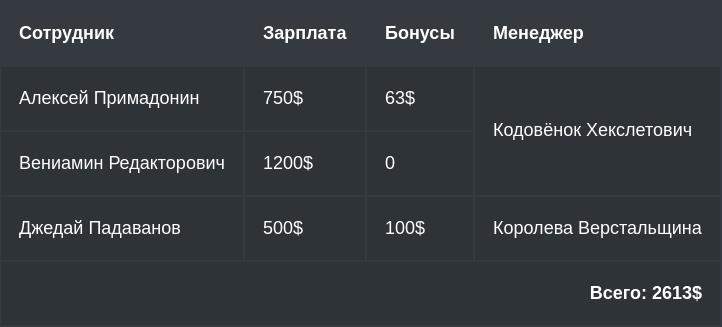 Сотрудник Зарплата Бонусы Менеджер
Алексей Примадонин 750$ 63$
Кодовёнок Хекслетович
Вениамин Редакторович 1200$ 0
Джедай Падаванов 500$ 100$ Королева Верстальщина
Всего: 2613$